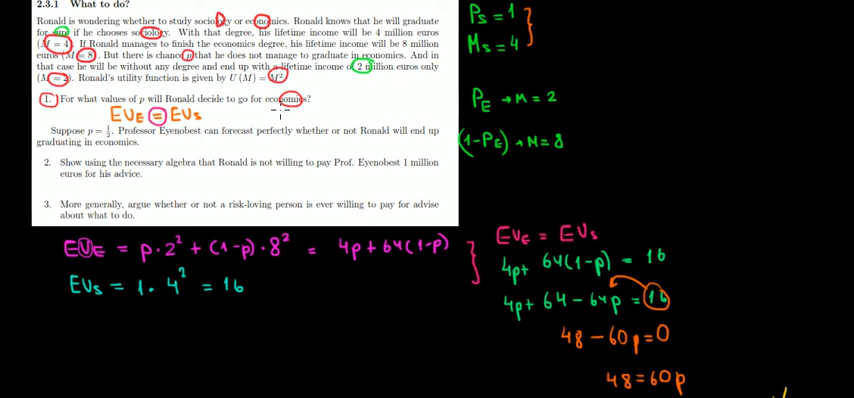 2.3.1 What to do?
Ronald is wondering whether to study sociology or economics. Ronald knows that he will graduate
for sure if he chooses sociology. With that degree, his lifetime income will be 4 million euros
(M = 4). If Ronald manages to finish the economics degree, his lifetime income will be 8 million
euros (M = 8). But there is chance p that he does not manage to graduate in economics. And in
that case he will be without any degree and end up with a lifetime income of 2 million euros only
(M = 2). Ronald's utility function is given by U (M) = M²
1. For what values of p will Ronald decide to go for economics?
EUE = EUS
Suppose p = 1/2. Professor Eyenobest can forecast perfectly whether or not Ronald will end up
graduating in economics.
2. Show using the necessary algebra that Ronald is not willing to pay Prof. Eyenobest 1 million
euros for his advice.
3. More generally, argue whether or not a risk-loving person is ever willing to pay for advise
about what to do.
PS = 1
MS = 4
PE → M = 2
(1-PE) → M = 8
EUE = p · 2² + (1-p) · 8² = 4p + 64(1-p)
EUS = 1 · 4² = 16
EUE = EUS
4p + 64(1-p) = 16
4p + 64 - 64p = 16
48 - 60p = 0
48 = 60p